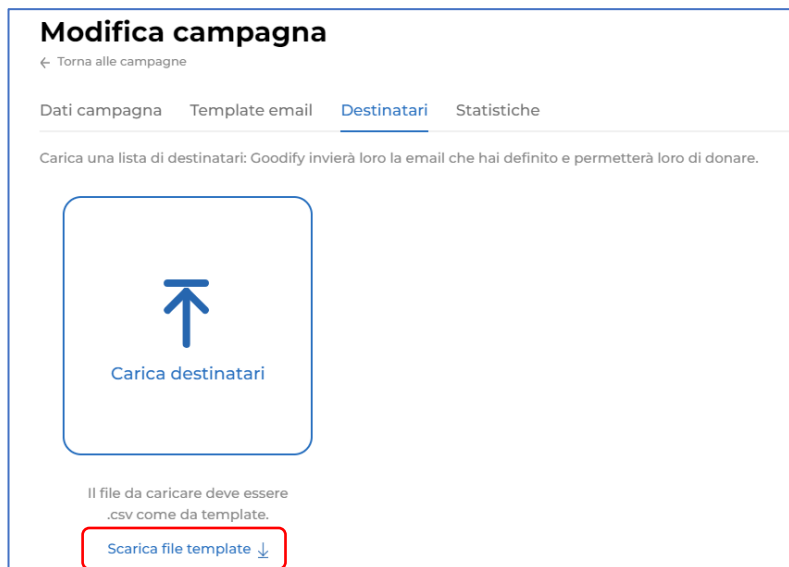 Modifica campagna
← Torna alle campagne
Dati campagna Template email Destinatari Statistiche
Carica una lista di destinatari: Goodify invierà loro la email che hai definito e permetterà loro di donare.
Carica destinatari
Il file da caricare deve essere
.csv come da template.
Scarica file template ↓